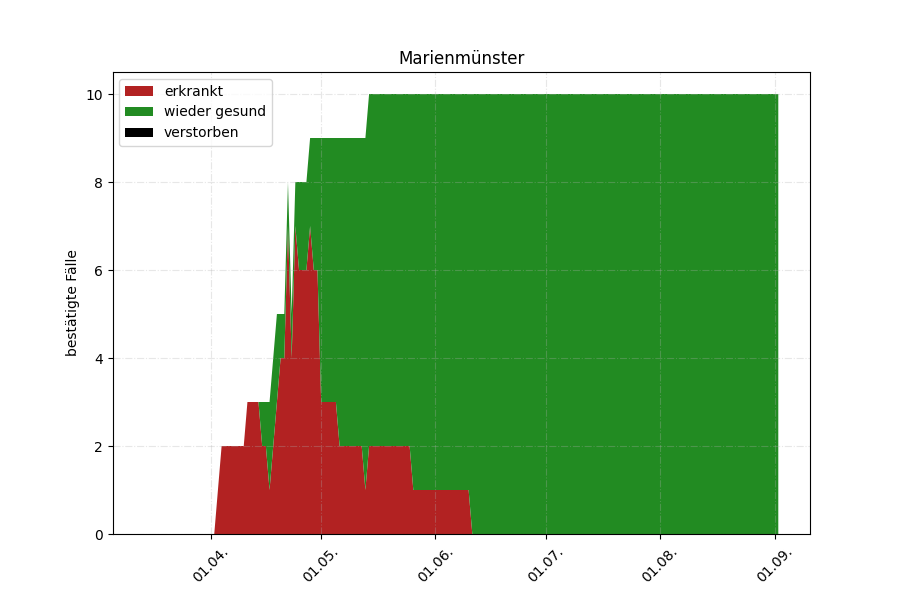 Marienmünster
erkrankt
wieder gesund
verstorben
bestätigte Fälle
10
8
6
4
2
0
01.04.
01.05.
01.06.
01.07.
01.08.
01.09.